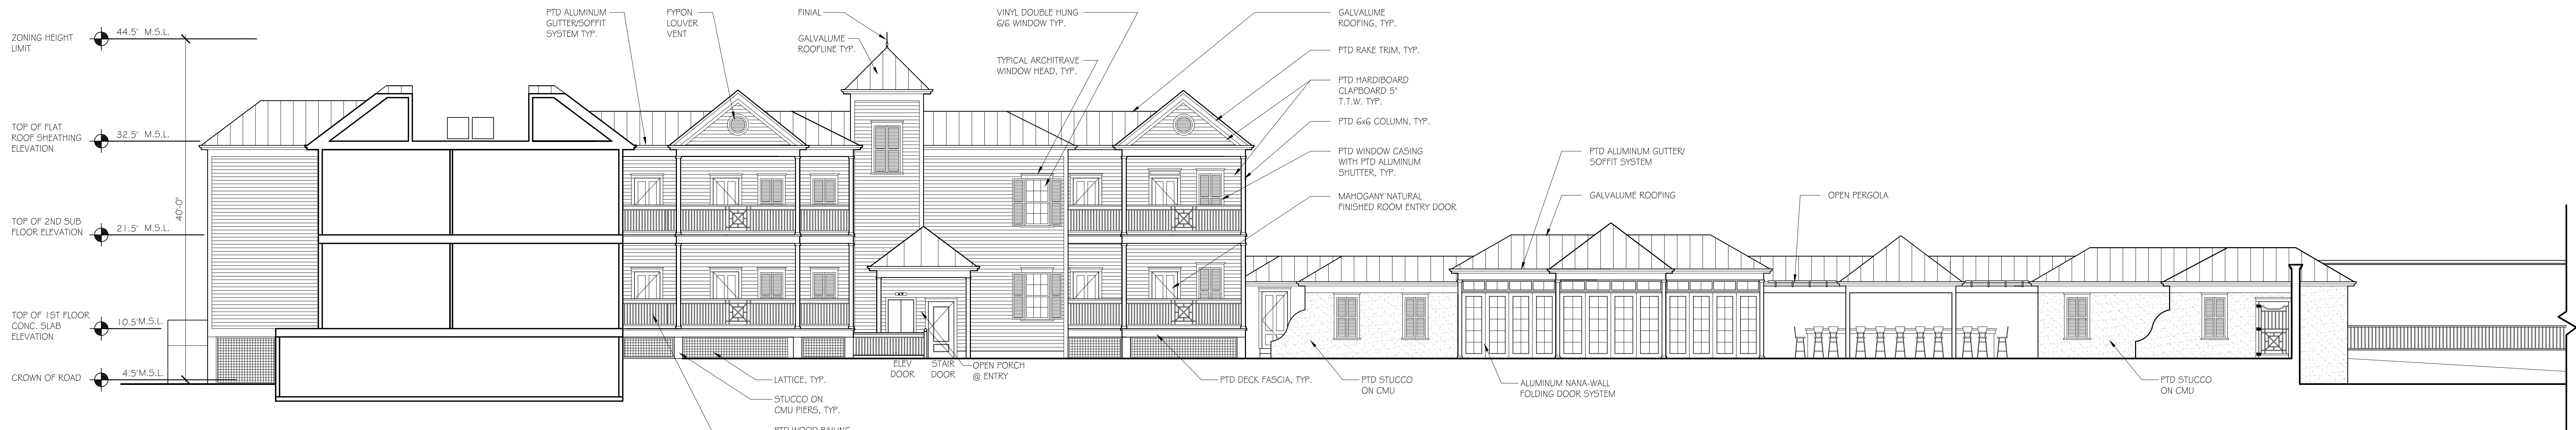 ZONING HEIGHT
LIMIT
44.5' M.S.L.
TOP OF FLAT
ROOF SHEATHING
ELEVATION
32.5' M.S.L.
40'-0"
TOP OF 2ND SUB
FLOOR ELEVATION
21.5' M.S.L.
TOP OF 1ST FLOOR
CONC. SLAB
ELEVATION
10.5'M.S.L.
CROWN OF ROAD
4.5'M.S.L.
PTD ALUMINUM
GUTTER/SOFFIT
SYSTEM TYP.
FYPON
LOUVER
VENT
FINIAL
GALVALUME
ROOFLINE TYP.
VINYL DOUBLE HUNG
6/6 WINDOW TYP.
TYPICAL ARCHITRAVE
WINDOW HEAD, TYP.
GALVALUME
ROOFING, TYP.
PTD RAKE TRIM, TYP.
PTD HARDIBOARD
CLAPBOARD 5"
T.T.W. TYP.
PTD 6x6 COLUMN, TYP.
PTD WINDOW CASING
WITH PTD ALUMINUM
SHUTTER, TYP.
MAHOGANY NATURAL
FINISHED ROOM ENTRY DOOR
PTD ALUMINUM GUTTER/
SOFFIT SYSTEM
GALVALUME ROOFING
OPEN PERGOLA
ELEV
DOOR
STAIR
DOOR
OPEN PORCH
@ ENTRY
LATTICE, TYP.
STUCCO ON
CMU PIERS, TYP.
PTD WOOD RAILING
PTD DECK FASCIA, TYP.
PTD STUCCO
ON CMU
ALUMINUM NANA-WALL
FOLDING DOOR SYSTEM
PTD STUCCO
ON CMU